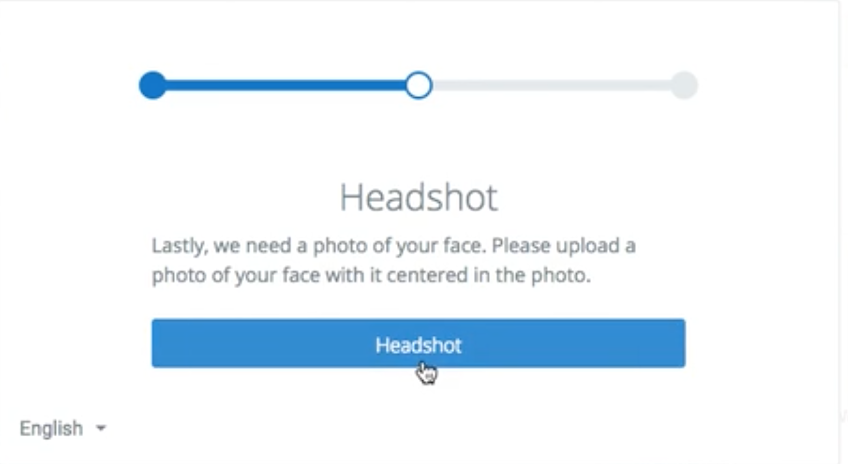 Headshot
Lastly, we need a photo of your face. Please upload a
photo of your face with it centered in the photo.
Headshot
English